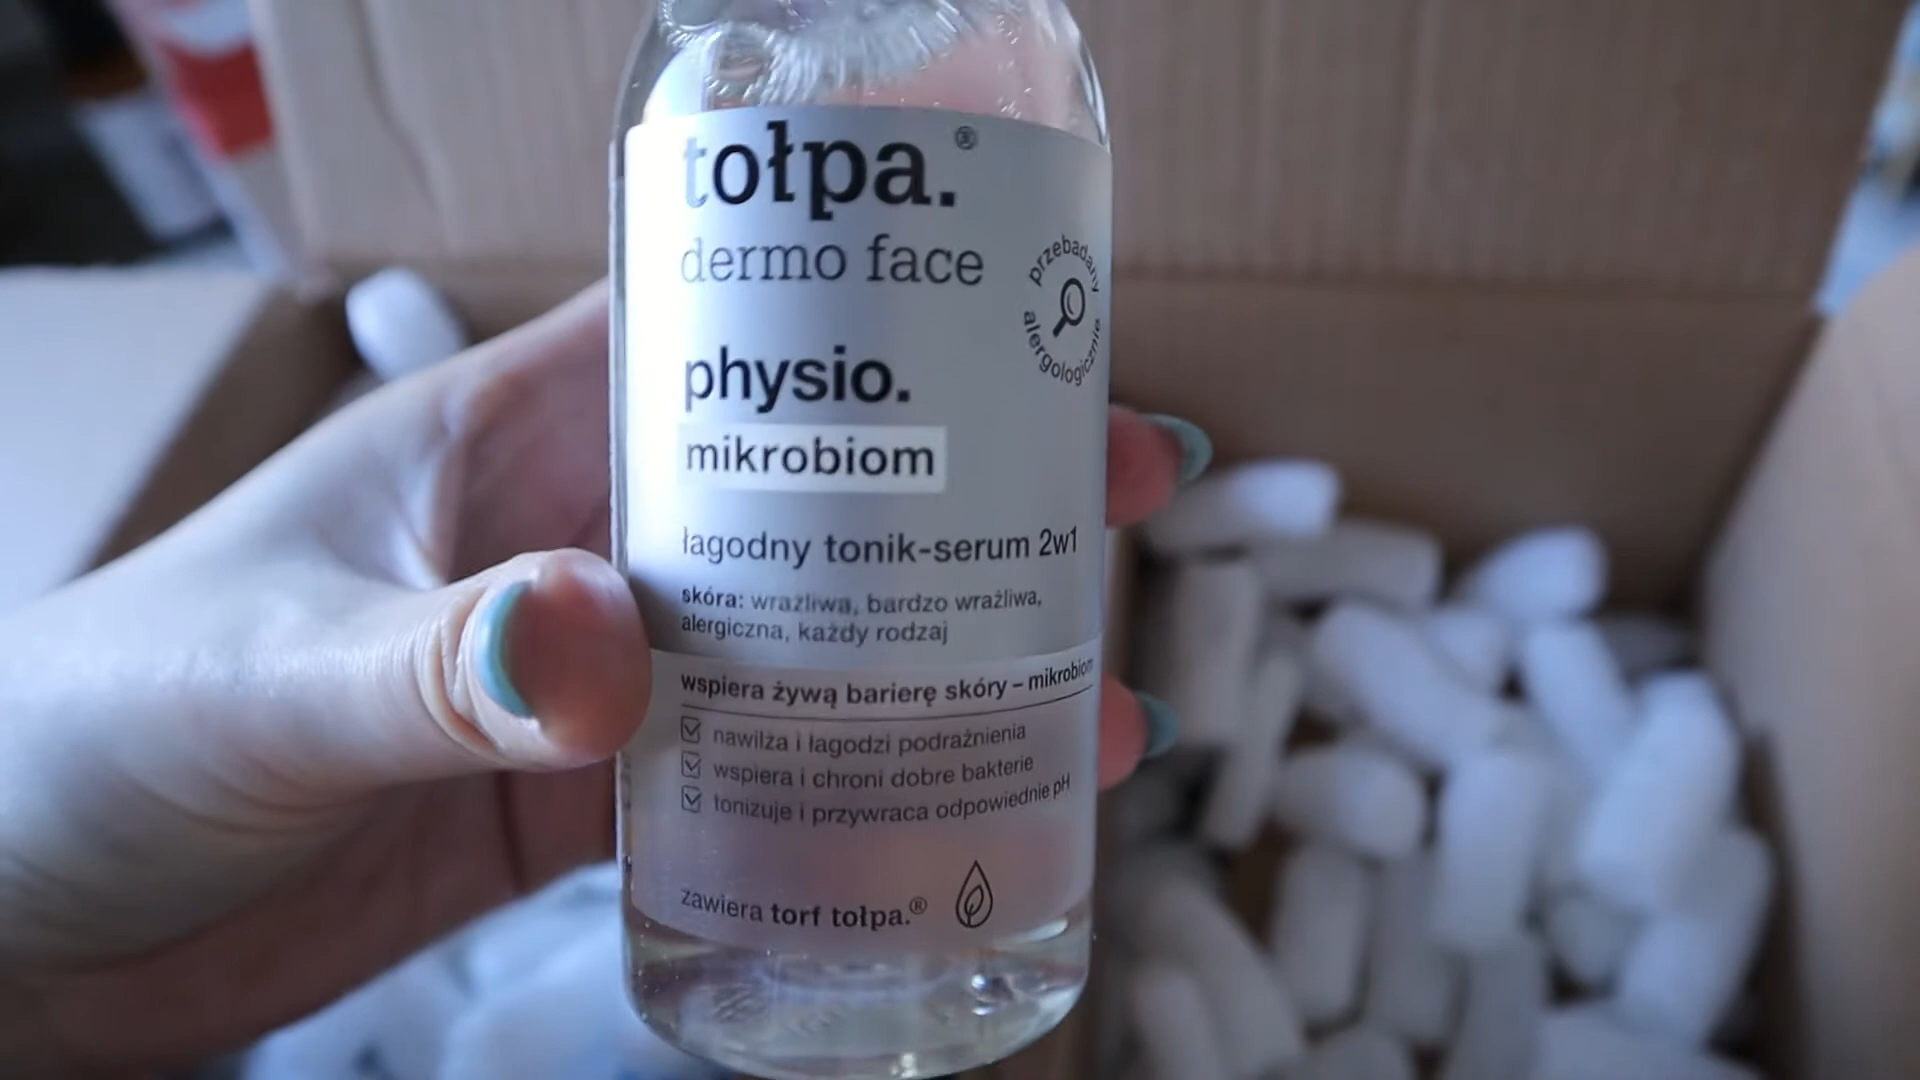 tołpa.®
dermo face
przebadany
alergologicznie
physio.
mikrobiom
łagodny tonik-serum 2w1
skóra: wrażliwa, bardzo wrażliwa,
alergiczna, każdy rodzaj
wspiera żywą barierę skóry – mikrobiom
nawilża i łagodzi podrażnienia
wspiera i chroni dobre bakterie
tonizuje i przywraca odpowiednie pH
zawiera torf tołpa.®